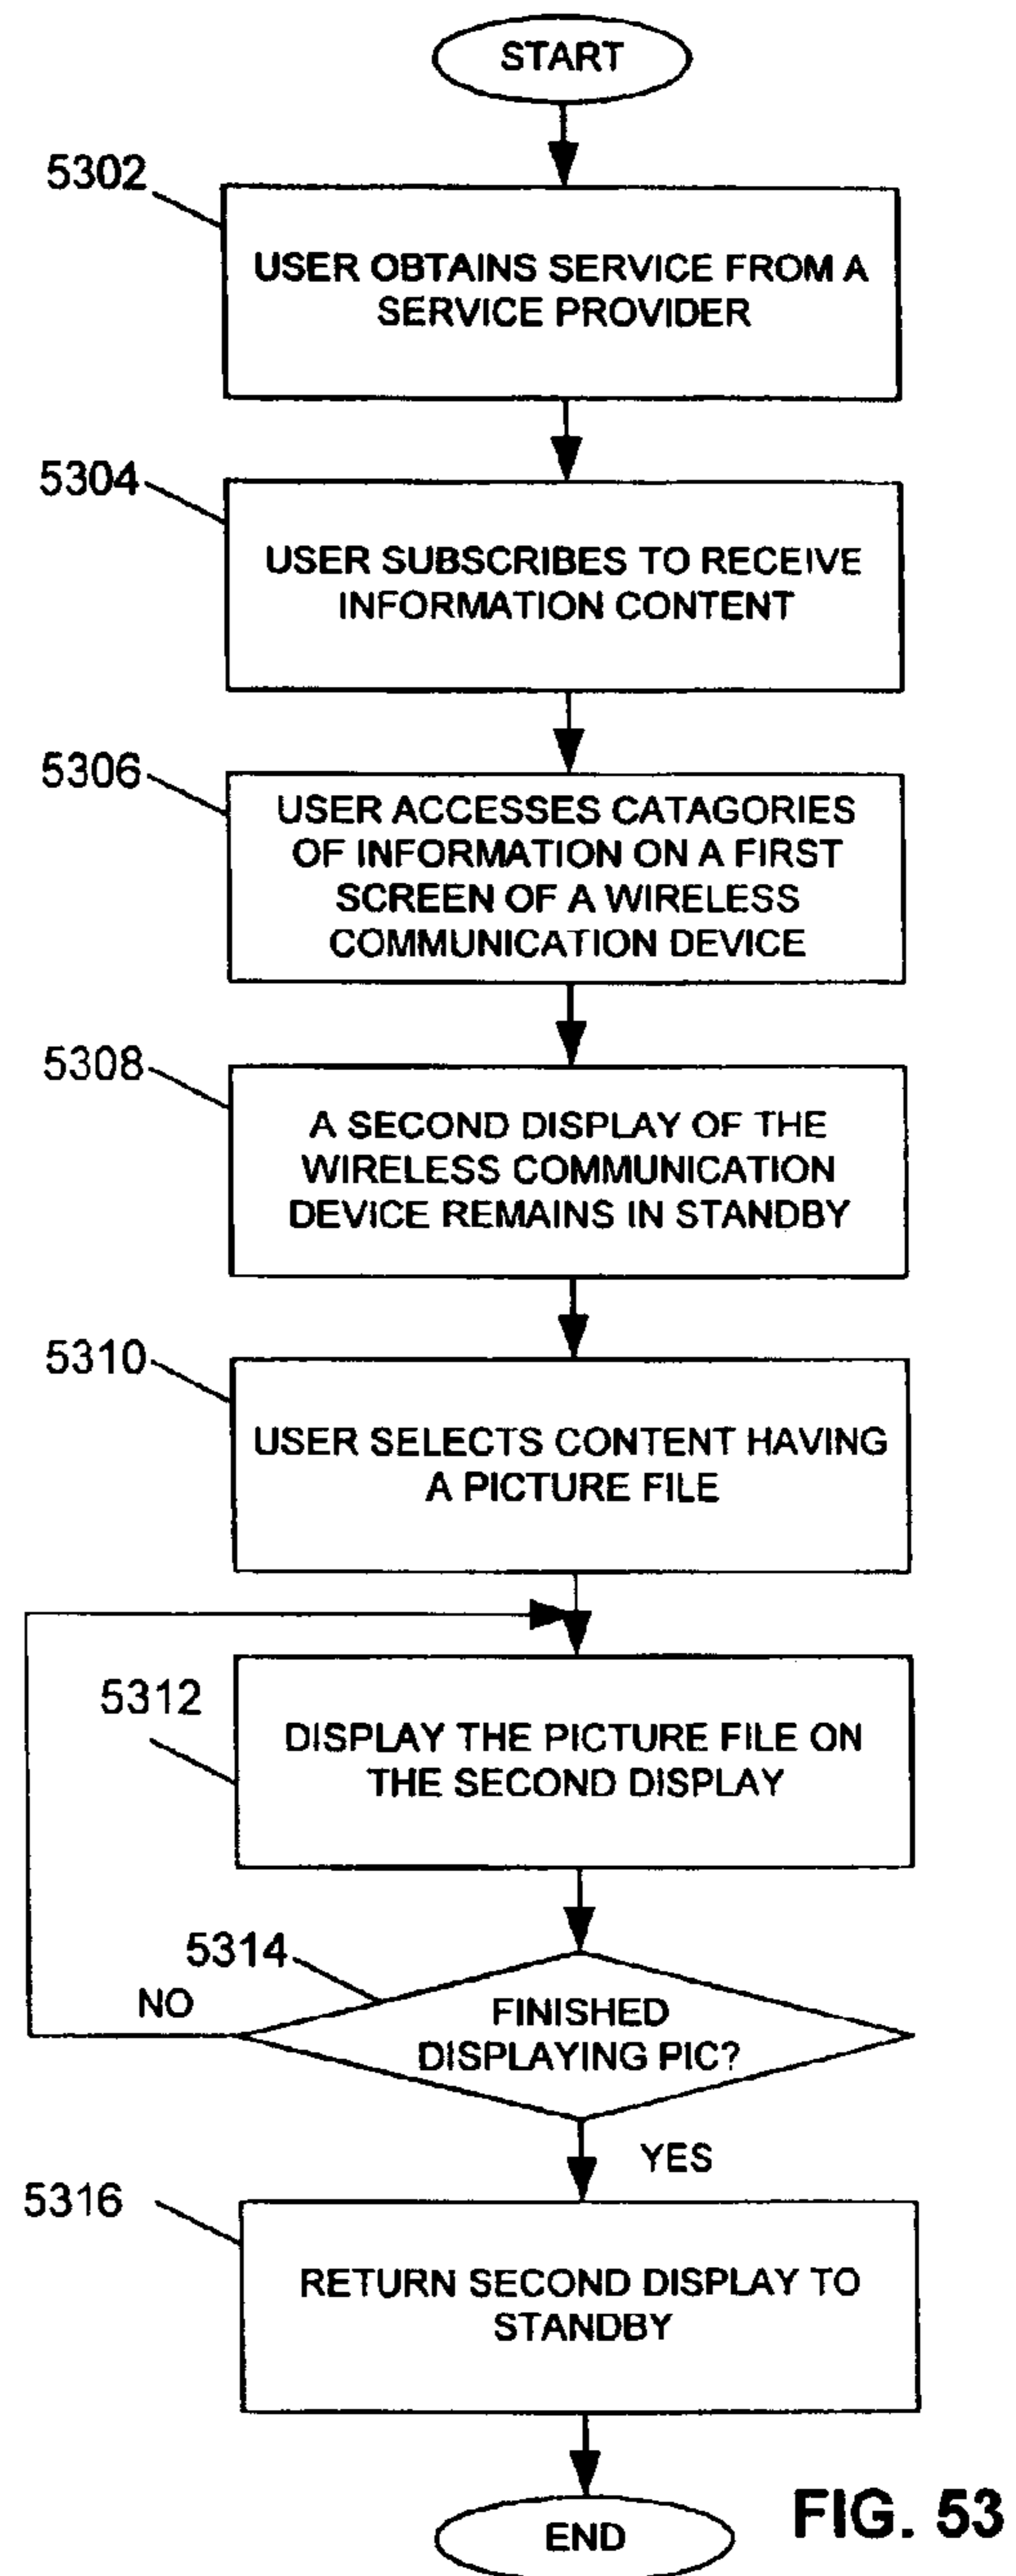 START
5302
USER OBTAINS SERVICE FROM A
SERVICE PROVIDER
5304
USER SUBSCRIBES TO RECEIVE
INFORMATION CONTENT
5306
USER ACCESSES CATAGORIES
OF INFORMATION ON A FIRST
SCREEN OF A WIRELESS
COMMUNICATION DEVICE
5308
A SECOND DISPLAY OF THE
WIRELESS COMMUNICATION
DEVICE REMAINS IN STANDBY
5310
USER SELECTS CONTENT HAVING
A PICTURE FILE
5312
DISPLAY THE PICTURE FILE ON
THE SECOND DISPLAY
5314
NO
FINISHED
DISPLAYING PIC?
YES
5316
RETURN SECOND DISPLAY TO
STANDBY
END
FIG. 53